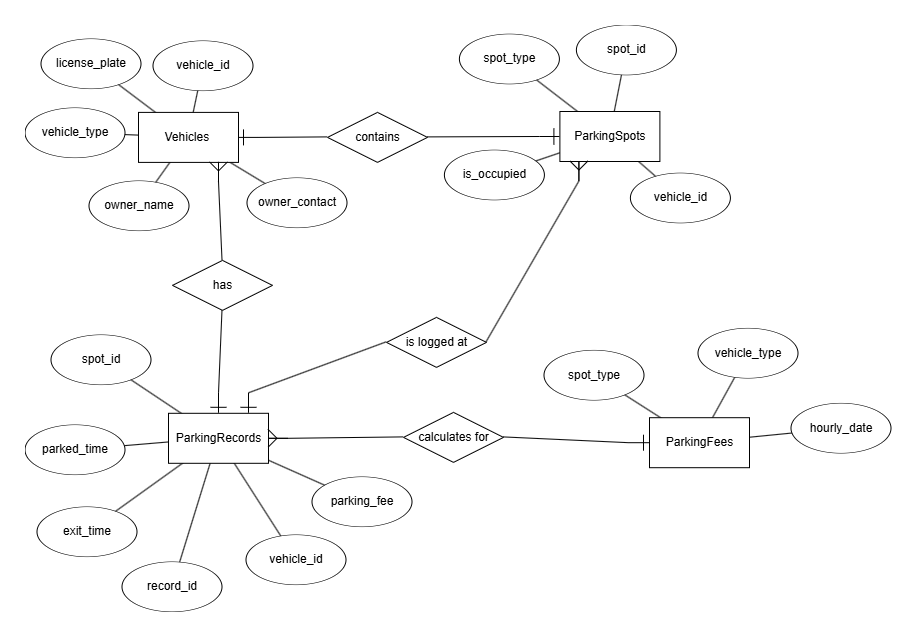 license_plate
vehicle_id
spot_type
spot_id
vehicle_type
Vehicles
contains
ParkingSpots
is_occupied
owner_name
owner_contact
vehicle_id
has
is logged at
spot_id
spot_type
vehicle_type
parked_time
ParkingRecords
calculates for
ParkingFees
hourly_date
exit_time
parking_fee
record_id
vehicle_id